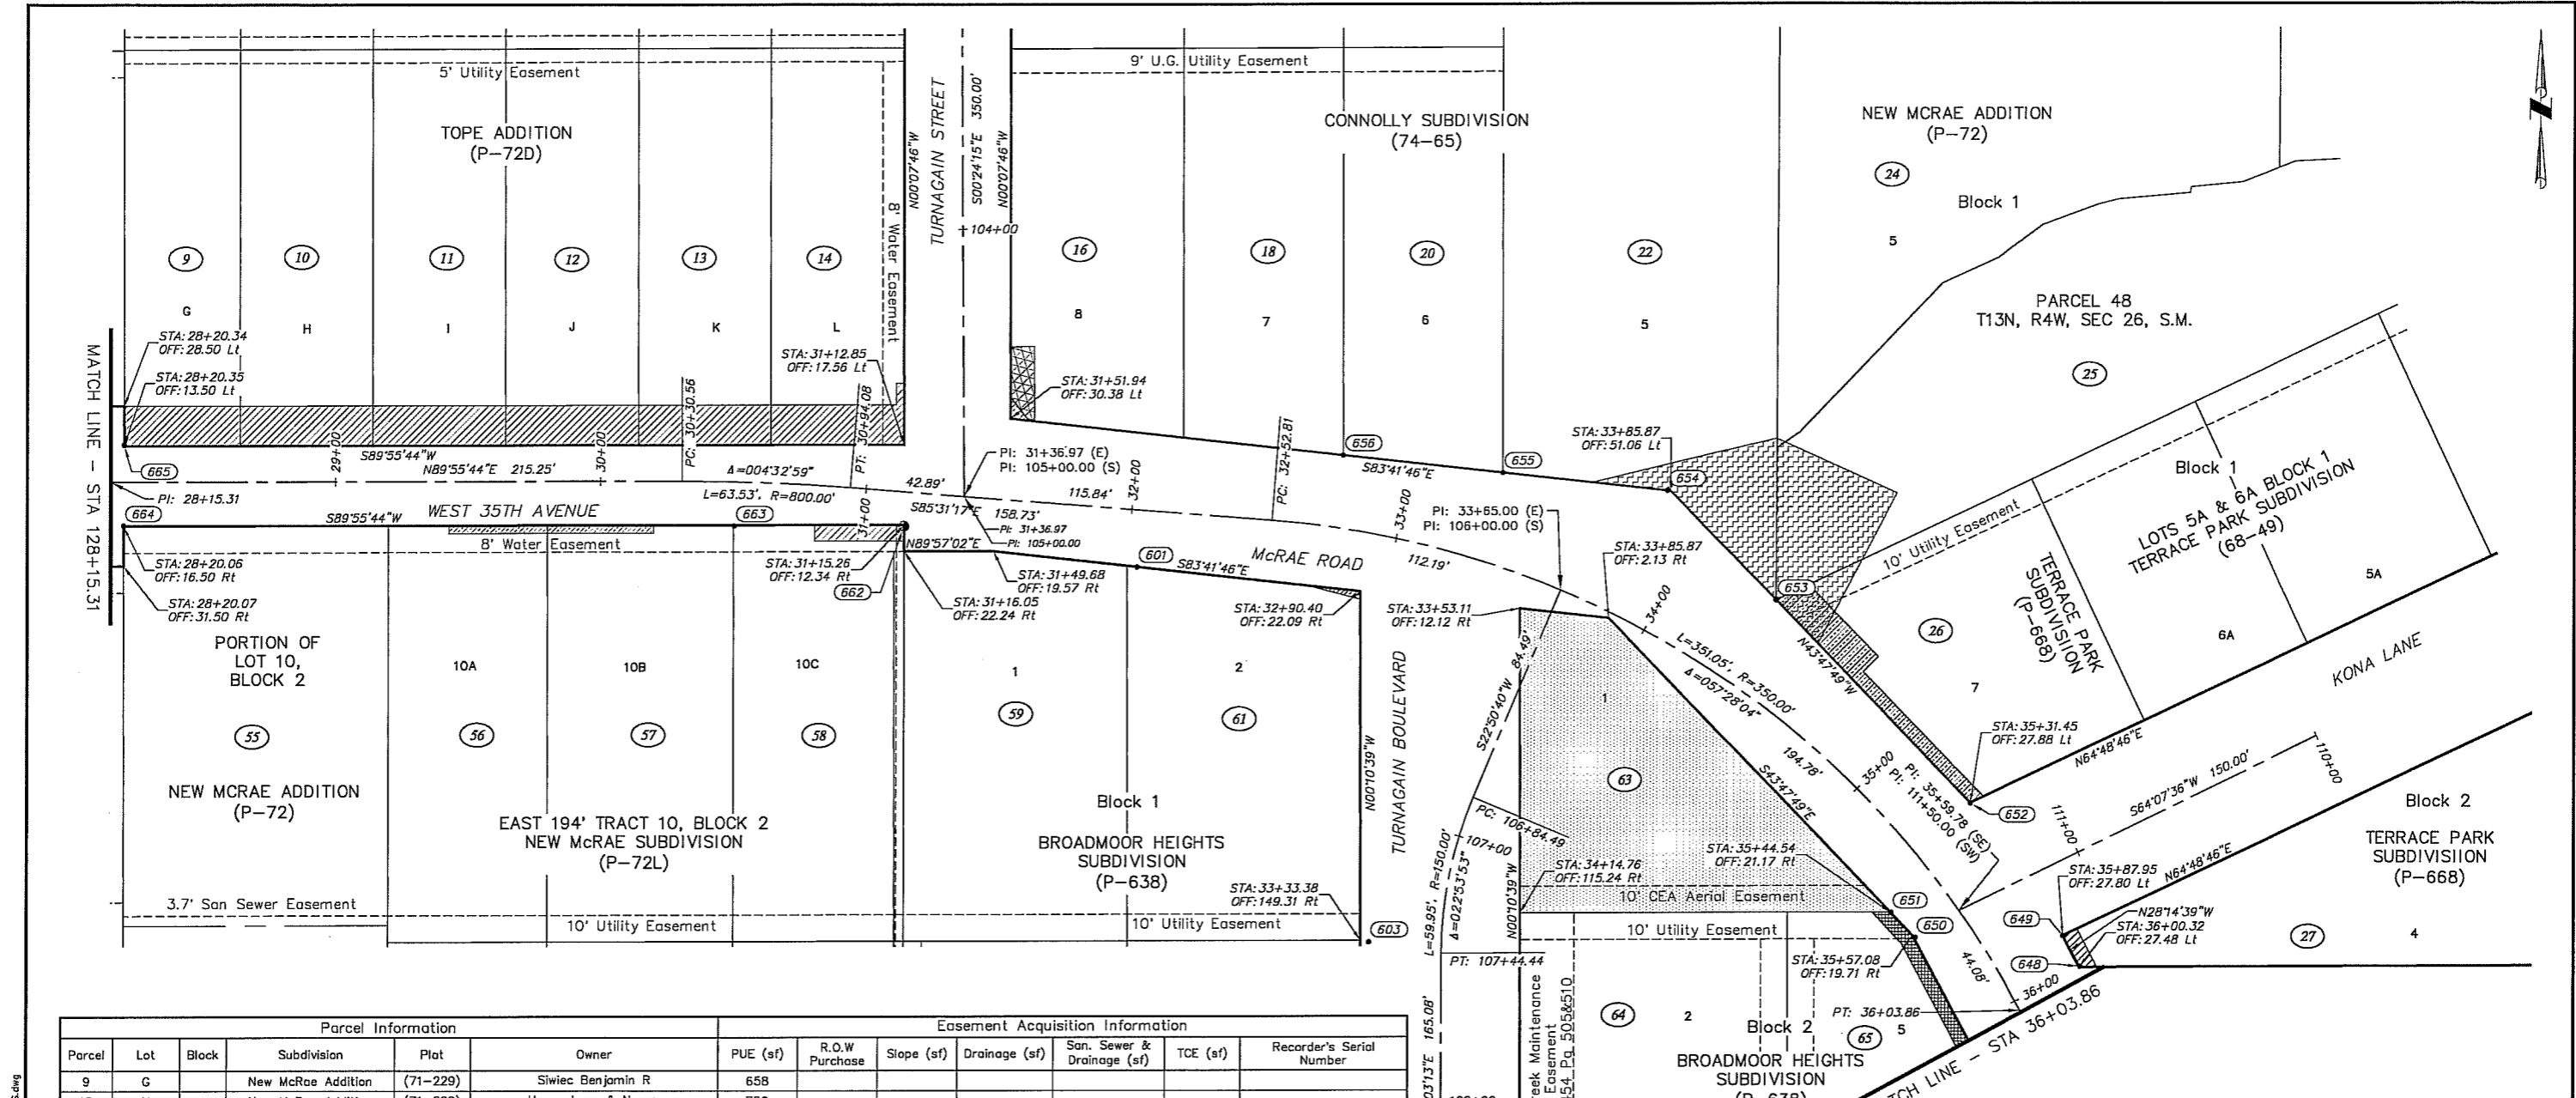 5' Utility Easement
TOPE ADDITION
(P-72D)
N00°07'46"W
TURNAGAIN STREET
S00°24'15"E 350.00'
N00°07'46"W
104+00
8' Water Easement
9' U.G. Utility Easement
CONNOLLY SUBDIVISION
(74-65)
NEW MCRAE ADDITION
(P-72)
24
Block 1
5
N
9
10
11
12
13
14
16
18
20
22
G
H
I
J
K
L
8
7
6
5
PARCEL 48
T13N, R4W, SEC 26, S.M.
25
MATCH LINE - STA 128+15.31
STA: 28+20.34
OFF: 28.50 Lt
STA: 28+20.35
OFF: 13.50 Lt
STA: 31+12.85
OFF: 17.56 Lt
STA: 31+51.94
OFF: 30.38 Lt
PC: 30+30.56
PT: 30+94.08
PC: 32+52.81
STA: 33+85.87
OFF: 51.06 Lt
656
655
654
653
665
S89°55'44"W
29+00
N89°55'44"E 215.25'
30+00
Δ=004°32'59"
L=63.53', R=800.00'
PI: 28+15.31
PI: 31+36.97 (E)
PI: 105+00.00 (S)
42.89'
115.84'
32+00
S83°41'46"E
33+00
664
S89°55'44"W
WEST 35TH AVENUE
663
31+00
S85°31'17"E 158.73'
PI: 31+36.97
PI: 105+00.00
PI: 33+65.00 (E)
PI: 106+00.00 (S)
8' Water Easement
N89°57'02"E
601
S83°41'46"E
McRAE ROAD
112.19'
STA: 33+85.87
OFF: 2.13 Rt
34+00
STA: 28+20.06
OFF: 16.50 Rt
STA: 28+20.07
OFF: 31.50 Rt
STA: 31+15.26
OFF: 12.34 Rt
662
STA: 31+49.68
OFF: 19.57 Rt
STA: 31+16.05
OFF: 22.24 Rt
STA: 32+90.40
OFF: 22.09 Rt
STA: 33+53.11
OFF: 12.12 Rt
Block 1
LOTS 5A & 6A BLOCK 1
TERRACE PARK SUBDIVISION
(68-49)
10' Utility Easement
TERRACE PARK
SUBDIVISION
(P-668)
5A
6A
26
7
KONA LANE
N43°47'49"W
L=351.05', R=350.00'
Δ=057°28'04"
194.78'
35+00
PI: 35+59.78 (SE)
PI: 111+50.00 (SW)
STA: 35+31.45
OFF: 27.88 Lt
N64°48'46"E
652
S64°07'36"W 150.00'
110+00
111+00
N64°48'46"E
PORTION OF
LOT 10,
BLOCK 2
10A
10B
10C
1
2
55
56
57
58
59
61
NEW MCRAE ADDITION
(P-72)
EAST 194' TRACT 10, BLOCK 2
NEW McRAE SUBDIVISION
(P-72L)
Block 1
BROADMOOR HEIGHTS
SUBDIVISION
(P-638)
N00°10'39"W
TURNAGAIN BOULEVARD
S22°50'40"W 84.49'
1
63
S43°47'49"E
PC: 106+84.49
107+00
L=59.95', R=150.00'
Δ=022°53'53"
N00°10'39"W
STA: 34+14.76
OFF: 115.24 Rt
STA: 35+44.54
OFF: 21.17 Rt
10' CEA Aerial Easement
651
650
STA: 33+33.38
OFF: 149.31 Rt
603
3.7' San Sewer Easement
10' Utility Easement
10' Utility Easement
10' Utility Easement
PT: 107+44.44
STA: 35+57.08
OFF: 19.71 Rt
STA: 35+87.95
OFF: 27.80 Lt
649
N28°14'39"W
STA: 36+00.32
OFF: 27.48 Lt
648
Block 2
TERRACE PARK
SUBDIVISIION
(P-668)
27
4
44.08'
36+00
PT: 36+03.86
MATCH LINE - STA 36+03.86
64
2
Block 2
65
5
BROADMOOR HEIGHTS
SUBDIVISION
(P-638)
03'13"E 165.08'
eek Maintenance
Easement
54 Pg 505&510
Parcel Information Easement Acquisition Information
Parcel Lot Block Subdivision Plat Owner PUE (sf) R.O.W Purchase Slope (sf) Drainage (sf) San. Sewer & Drainage (sf) TCE (sf) Recorder's Serial Number
9 G New McRae Addition (71-229) Siwiec Benjamin R 658